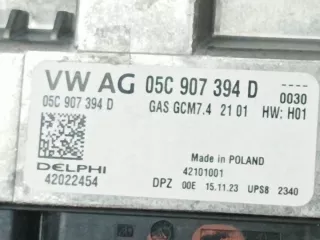 VW AG 05C 907 394 D ----
05C 907 394 D GAS GCM7.4 21 01 0030
HW: H01
Made in POLAND
DELPHI 42101001
42022454 DPZ 00E 15.11.23 UPS8 2340